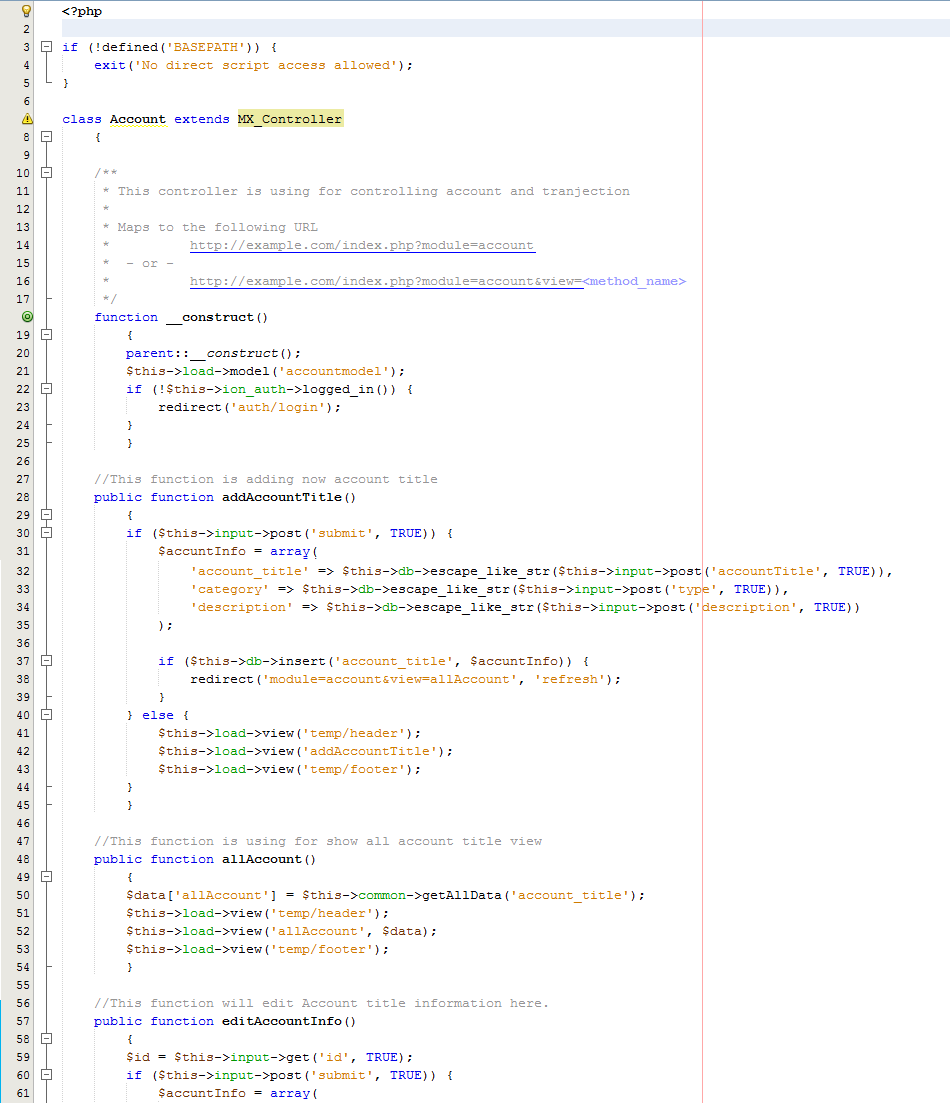 <?php
2
3 if (!defined('BASEPATH')) {
4 exit('No direct script access allowed');
5 }
6
class Account extends MX_Controller
8 {
9
10 /**
11 * This controller is using for controlling account and tranjection
12 *
13 * Maps to the following URL
14 * http://example.com/index.php?module=account
15 * - or -
16 * http://example.com/index.php?module=account&view=<method_name>
17 */
function __construct()
19 {
20 parent::__construct();
21 $this->load->model('accountmodel');
22 if (!$this->ion_auth->logged_in()) {
23 redirect('auth/login');
24 }
25 }
26
27 //This function is adding now account title
28 public function addAccountTitle()
29 {
30 if ($this->input->post('submit', TRUE)) {
31 $accuntInfo = array(
32 'account_title' => $this->db->escape_like_str($this->input->post('accountTitle', TRUE)),
33 'category' => $this->db->escape_like_str($this->input->post('type', TRUE)),
34 'description' => $this->db->escape_like_str($this->input->post('description', TRUE))
35 );
36
37 if ($this->db->insert('account_title', $accuntInfo)) {
38 redirect('module=account&view=allAccount', 'refresh');
39 }
40 } else {
41 $this->load->view('temp/header');
42 $this->load->view('addAccountTitle');
43 $this->load->view('temp/footer');
44 }
45 }
46
47 //This function is using for show all account title view
48 public function allAccount()
49 {
50 $data['allAccount'] = $this->common->getAllData('account_title');
51 $this->load->view('temp/header');
52 $this->load->view('allAccount', $data);
53 $this->load->view('temp/footer');
54 }
55
56 //This function will edit Account title information here.
57 public function editAccountInfo()
58 {
59 $id = $this->input->get('id', TRUE);
60 if ($this->input->post('submit', TRUE)) {
61 $accuntInfo = array(